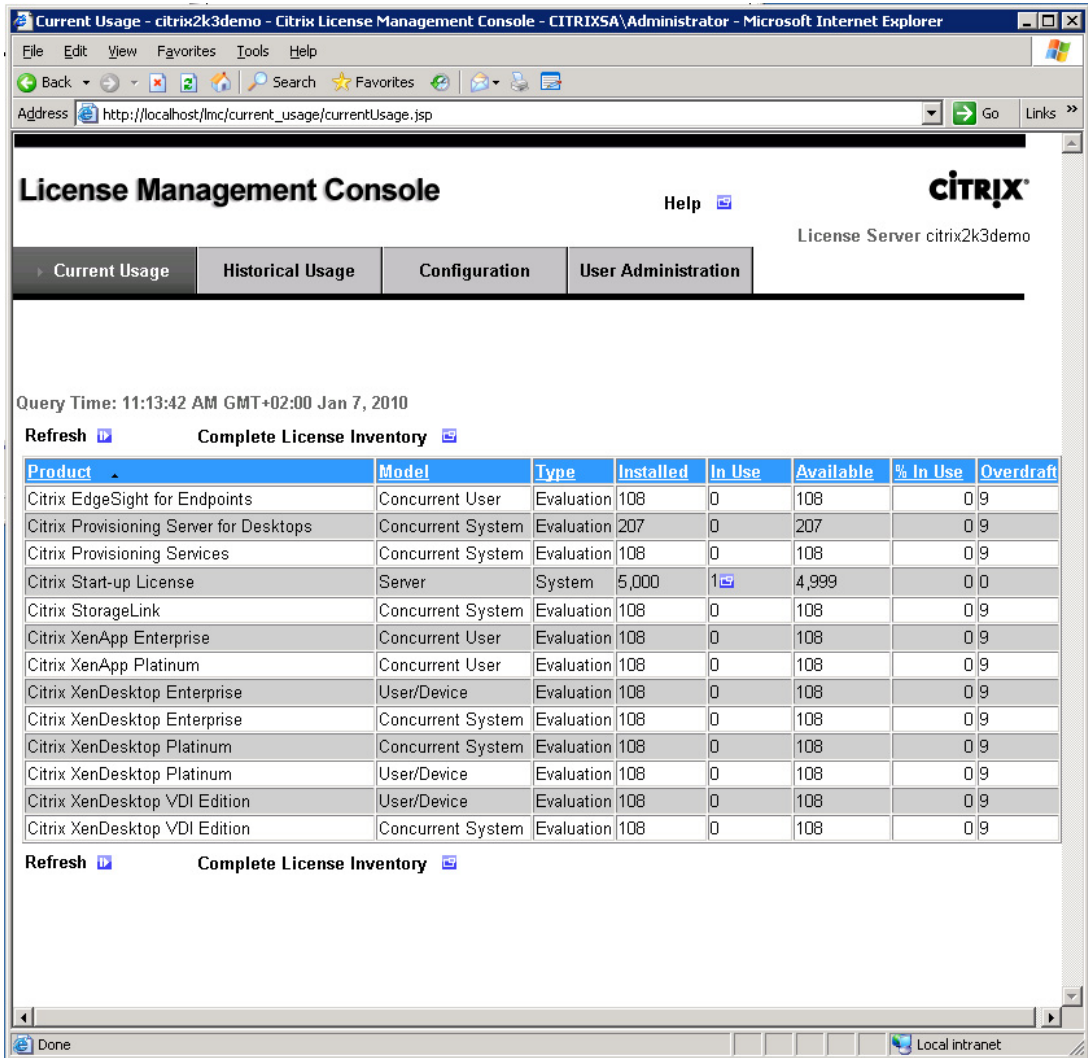 Current Usage - citrix2k3demo - Citrix License Management Console - CITRIXSA\Administrator - Microsoft Internet Explorer
File Edit View Favorites Tools Help
Back Search Favorites
Address http://localhost/lmc/current_usage/currentUsage.jsp Go Links »
License Management Console Help CİTRIX
License Server citrix2k3demo
Current Usage Historical Usage Configuration User Administration
Query Time: 11:13:42 AM GMT+02:00 Jan 7, 2010
Refresh Complete License Inventory
Product Model Type Installed In Use Available % In Use Overdraft
Citrix EdgeSight for Endpoints Concurrent User Evaluation 108 0 108 0 9
Citrix Provisioning Server for Desktops Concurrent System Evaluation 207 0 207 0 9
Citrix Provisioning Services Concurrent System Evaluation 108 0 108 0 9
Citrix Start-up License Server System 5,000 1 4,999 0 0
Citrix StorageLink Concurrent System Evaluation 108 0 108 0 9
Citrix XenApp Enterprise Concurrent User Evaluation 108 0 108 0 9
Citrix XenApp Platinum Concurrent User Evaluation 108 0 108 0 9
Citrix XenDesktop Enterprise User/Device Evaluation 108 0 108 0 9
Citrix XenDesktop Enterprise Concurrent System Evaluation 108 0 108 0 9
Citrix XenDesktop Platinum Concurrent System Evaluation 108 0 108 0 9
Citrix XenDesktop Platinum User/Device Evaluation 108 0 108 0 9
Citrix XenDesktop VDI Edition User/Device Evaluation 108 0 108 0 9
Citrix XenDesktop VDI Edition Concurrent System Evaluation 108 0 108 0 9
Refresh Complete License Inventory
Done Local intranet